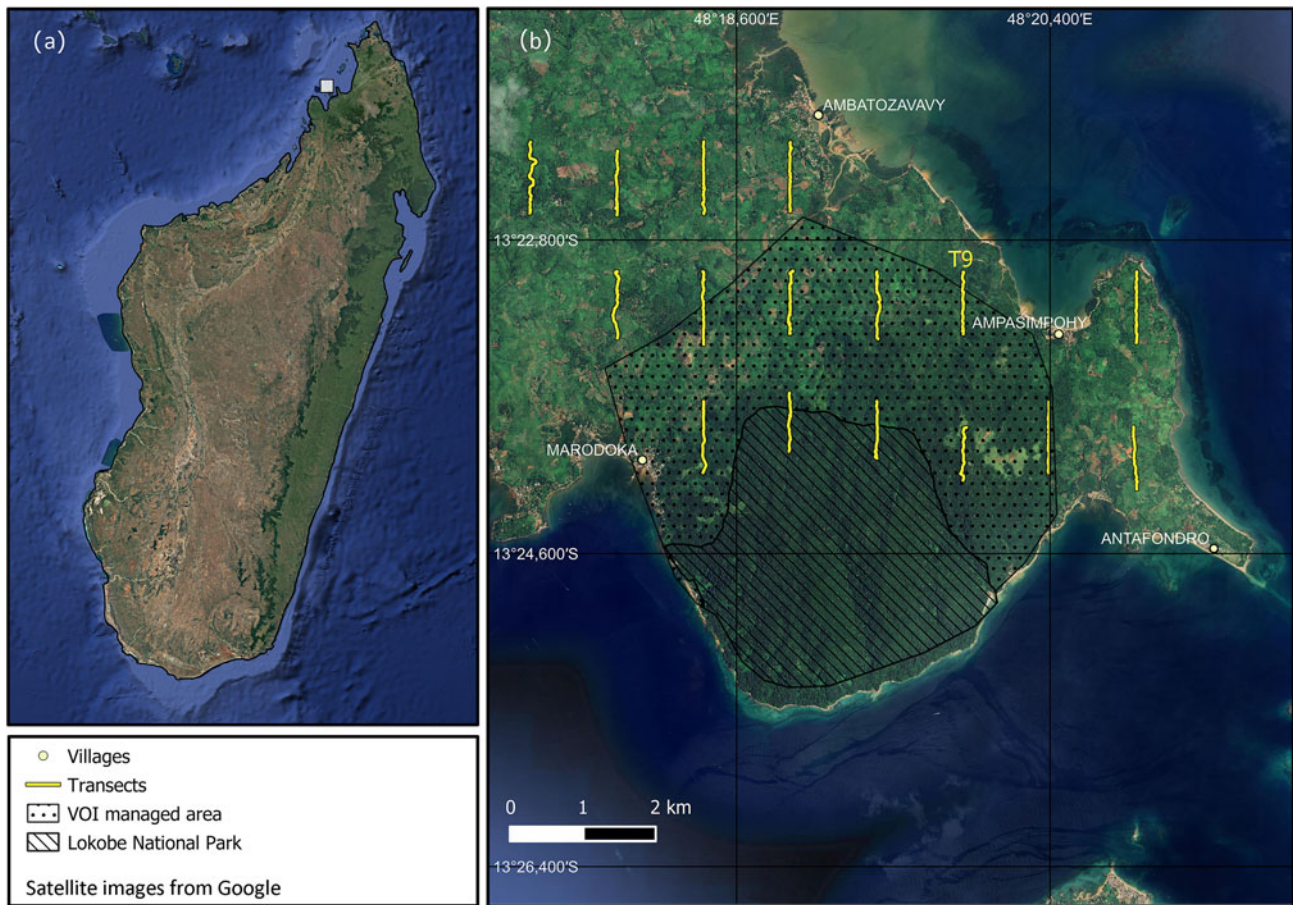 (a)
(b)
48°18,600′E
48°20,400′E
AMBATOZAVAVY
13°22,800′S
T9
AMPASIMPOHY
MARODOKA
13°24,600′S
ANTAFONDRO
0 1 2 km
13°26,400′S
Villages
Transects
VOI managed area
Lokobe National Park
Satellite images from Google